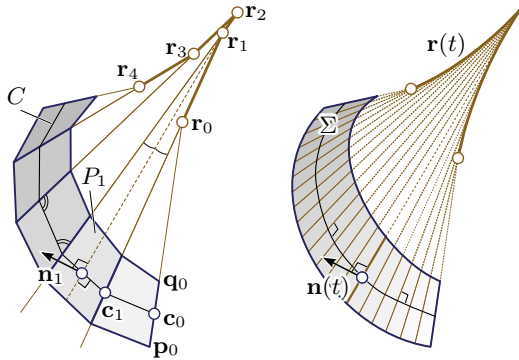 r₂
r₃
r₁
r₄
r(t)
C
r₀
Σ
P₁
n₁
q₀
n(t)
c₁
c₀
p₀